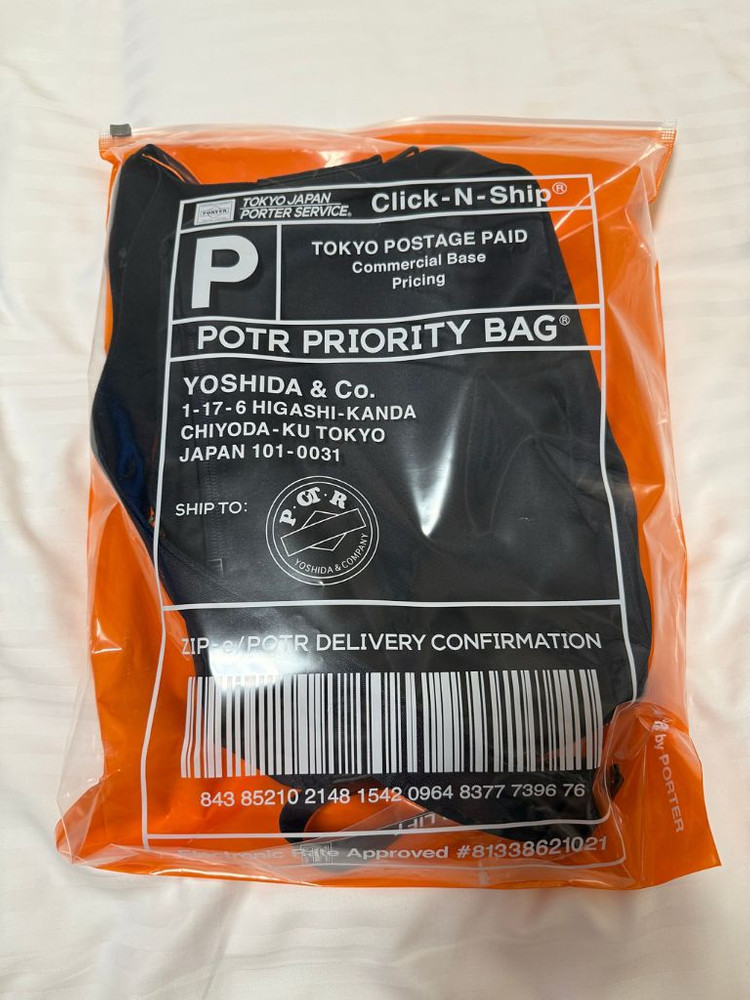 PORTER
TOKYO JAPAN
PORTER SERVICE®
Click-N-Ship®
P
TOKYO POSTAGE PAID
Commercial Base
Pricing
POTR PRIORITY BAG®
YOSHIDA & Co.
1-17-6 HIGASHI-KANDA
CHIYODA-KU TOKYO
JAPAN 101-0031
SHIP TO:
P·OT·R
YOSHIDA & COMPANY
ZIP-e/POTR DELIVERY CONFIRMATION
843 85210 2148 1542 0964 8377 7396 76
Electronic Rate Approved #81338621021
by PORTER